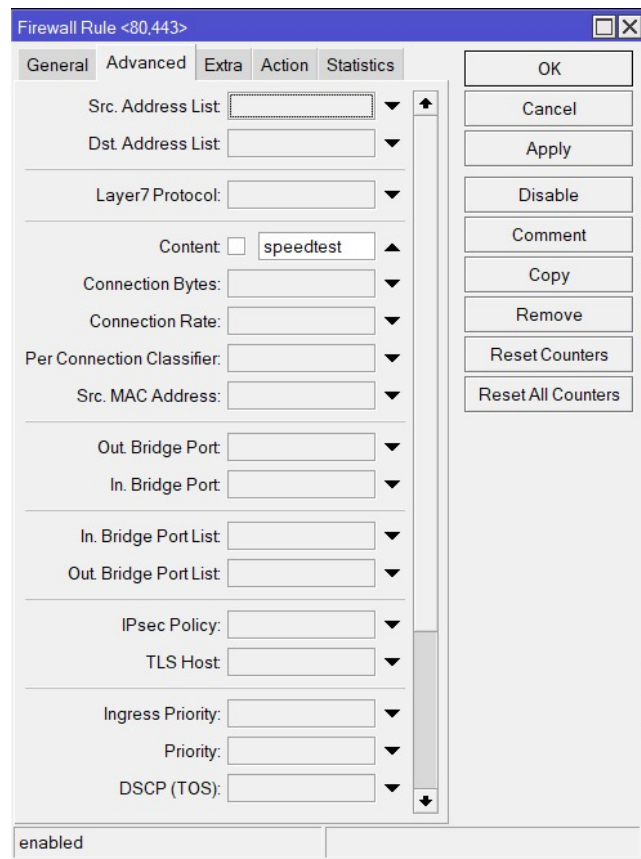 Firewall Rule <80,443>
General Advanced Extra Action Statistics
Src. Address List:
Dst. Address List:
Layer7 Protocol:
Content: speedtest
Connection Bytes:
Connection Rate:
Per Connection Classifier:
Src. MAC Address:
Out. Bridge Port:
In. Bridge Port:
In. Bridge Port List:
Out. Bridge Port List:
IPsec Policy:
TLS Host:
Ingress Priority:
Priority:
DSCP (TOS):
OK
Cancel
Apply
Disable
Comment
Copy
Remove
Reset Counters
Reset All Counters
enabled